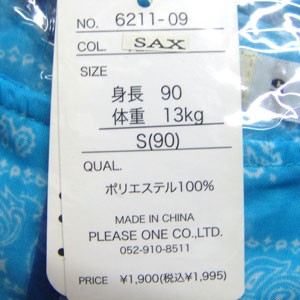 NO. 6211-09
COL. SAX
SIZE
身長 90
体重 13kg
S(90)
QUAL.
ポリエステル100%
MADE IN CHINA
PLEASE ONE CO.,LTD.
052-910-8511
PRICE ¥1,900(税込¥1,995)